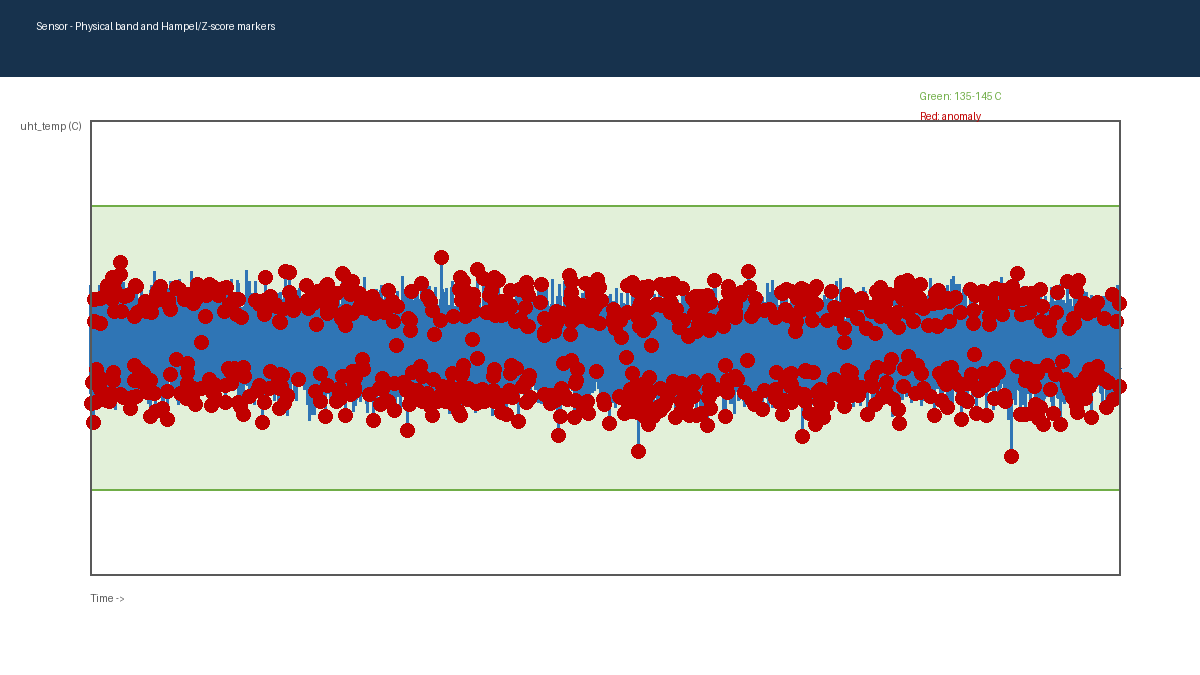 Sensor - Physical band and Hampel/Z-score markers
Green: 135-145 C
Red: anomaly
uht_temp (C)
Time ->